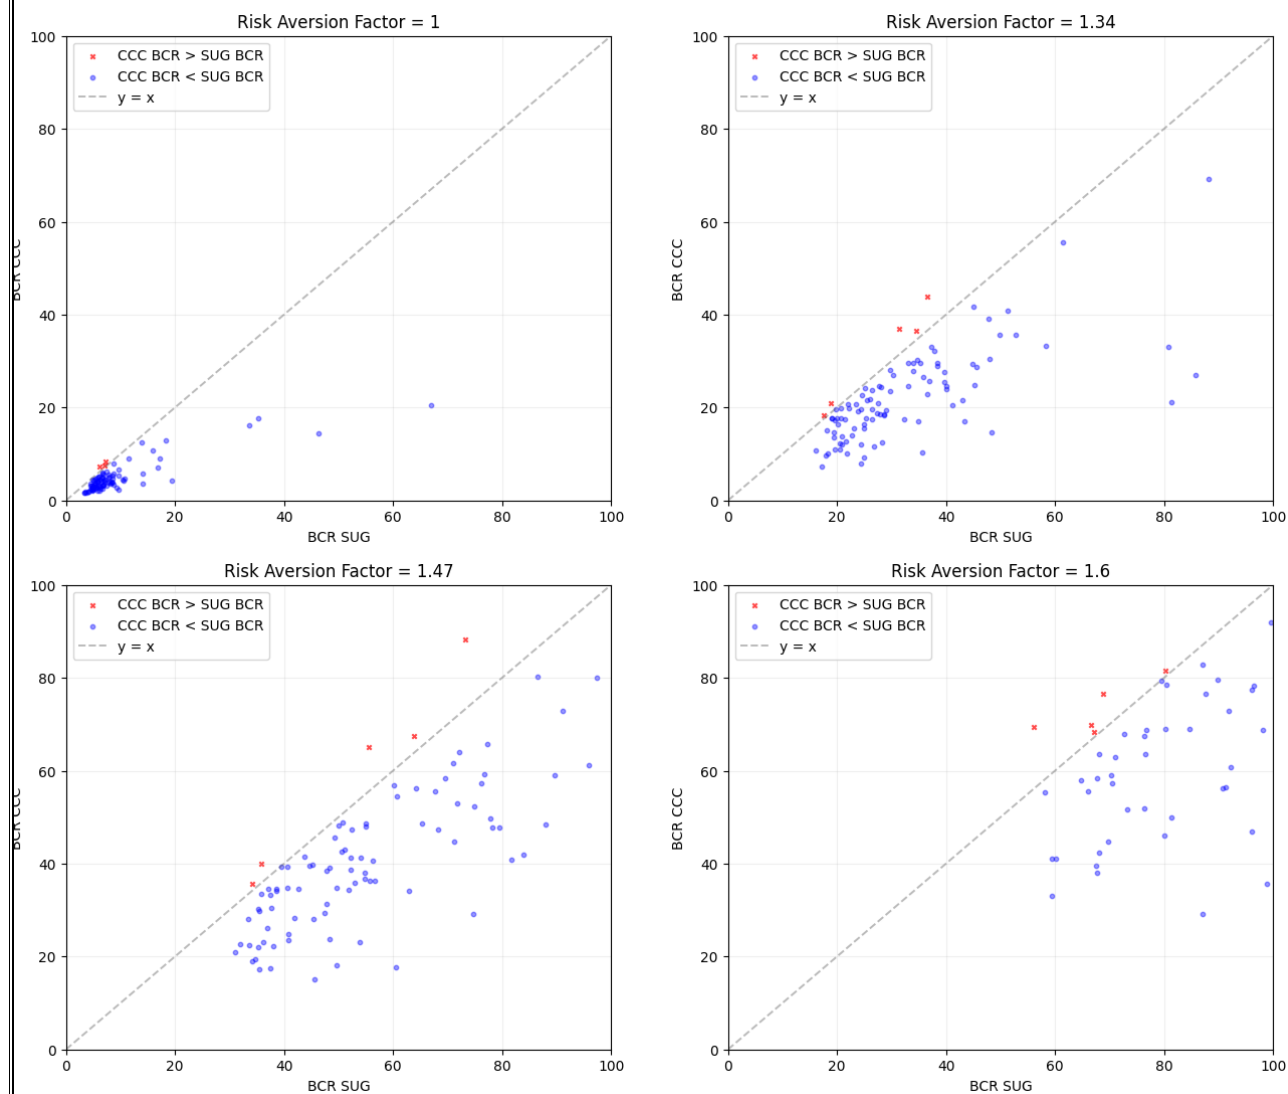 Risk Aversion Factor = 1
CCC BCR > SUG BCR
CCC BCR < SUG BCR
y = x
100
80
60
40
20
0
BCR CCC
0 20 40 60 80 100
BCR SUG
Risk Aversion Factor = 1.34
CCC BCR > SUG BCR
CCC BCR < SUG BCR
y = x
100
80
60
40
20
0
BCR CCC
0 20 40 60 80 100
BCR SUG
Risk Aversion Factor = 1.47
CCC BCR > SUG BCR
CCC BCR < SUG BCR
y = x
100
80
60
40
20
0
BCR CCC
0 20 40 60 80 100
BCR SUG
Risk Aversion Factor = 1.6
CCC BCR > SUG BCR
CCC BCR < SUG BCR
y = x
100
80
60
40
20
0
BCR CCC
0 20 40 60 80 100
BCR SUG